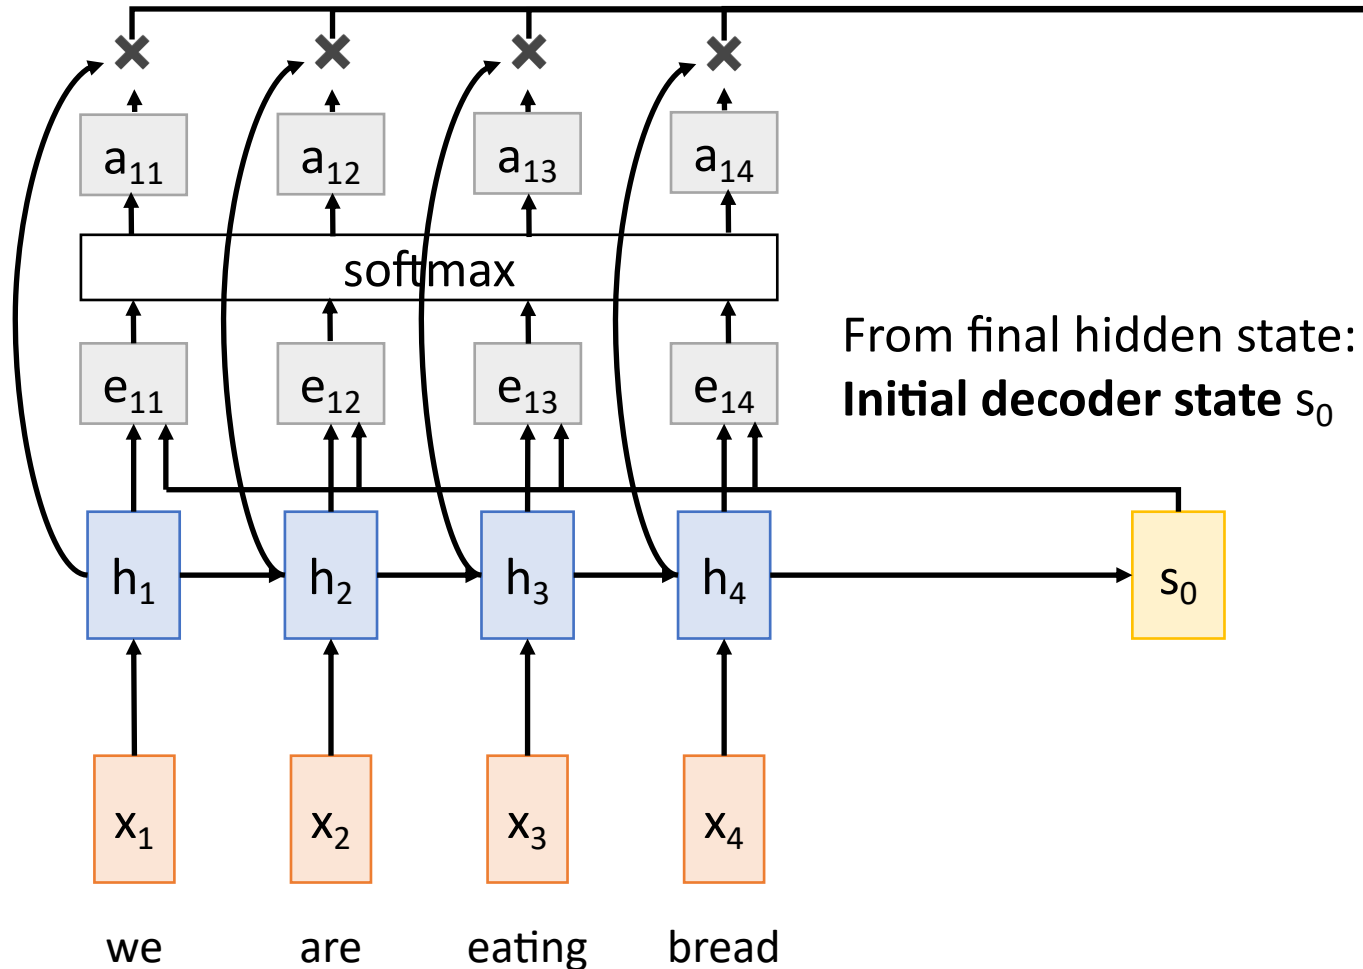 a₁₁ a₁₂ a₁₃ a₁₄
softmax
e₁₁ e₁₂ e₁₃ e₁₄
From final hidden state:
Initial decoder state s₀
h₁ h₂ h₃ h₄ s₀
x₁ x₂ x₃ x₄
we are eating bread